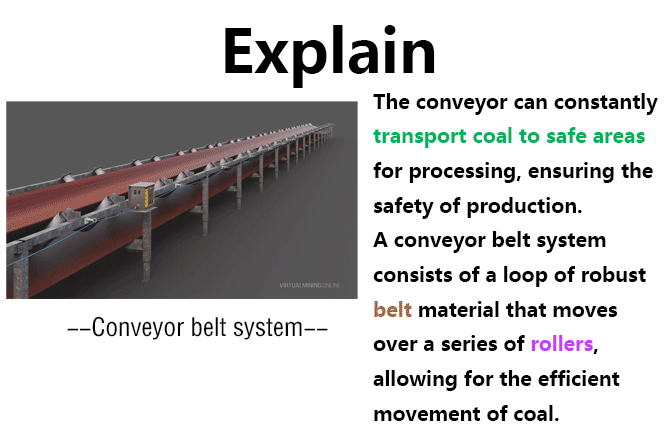 Explain
The conveyor can constantly
transport coal to safe areas
for processing, ensuring the
safety of production.
A conveyor belt system
consists of a loop of robust
belt material that moves
over a series of rollers,
allowing for the efficient
movement of coal.
VIRTUALMININGONLINE
––Conveyor belt system––